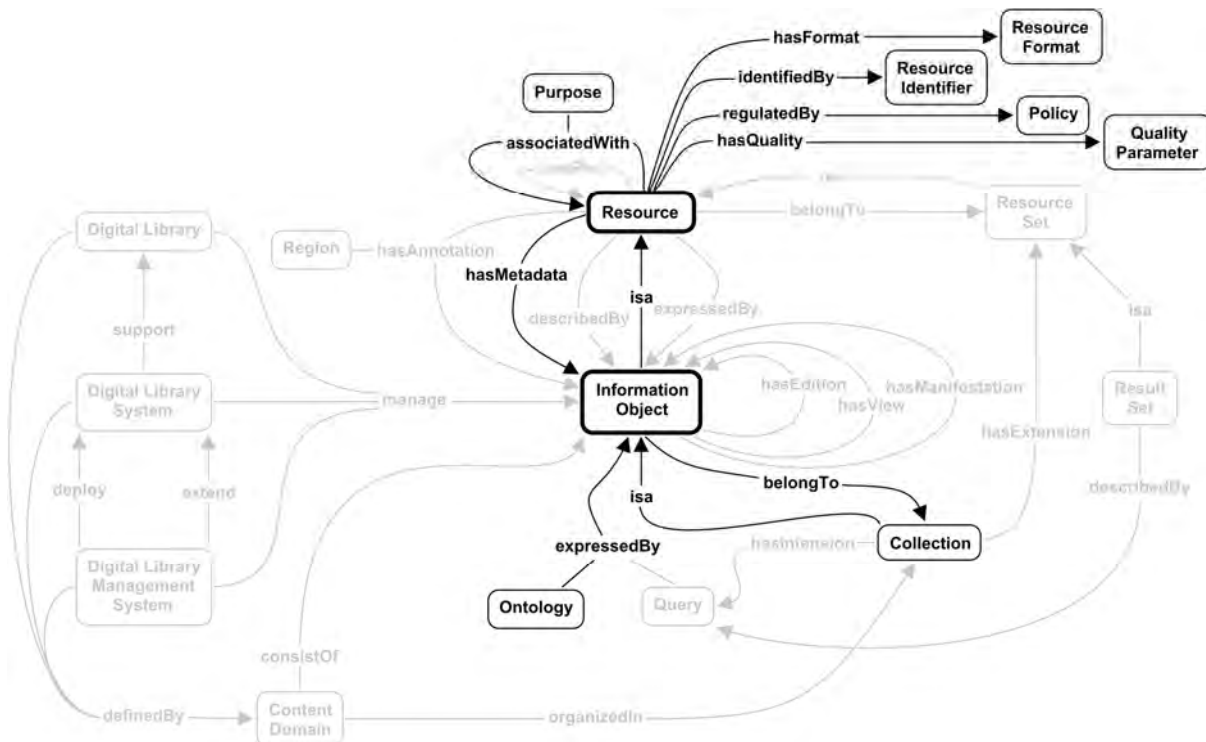 hasFormat
Resource
Format
identifiedBy
Resource
Identifier
Purpose
regulatedBy
Policy
associatedWith
hasQuality
Quality
Parameter
Resource
belongTo
Resource
Set
Digital Library
Region
hasAnnotation
hasMetadata
isa
describedBy
expressedBy
isa
support
Digital Library
System
manage
Information
Object
hasEdition
hasView
hasManifestation
Result
Set
hasExtension
deploy
extend
belongTo
isa
describedBy
expressedBy
hasIntension
Collection
Digital Library
Management
System
Ontology
Query
consistOf
definedBy
Content
Domain
organizedIn